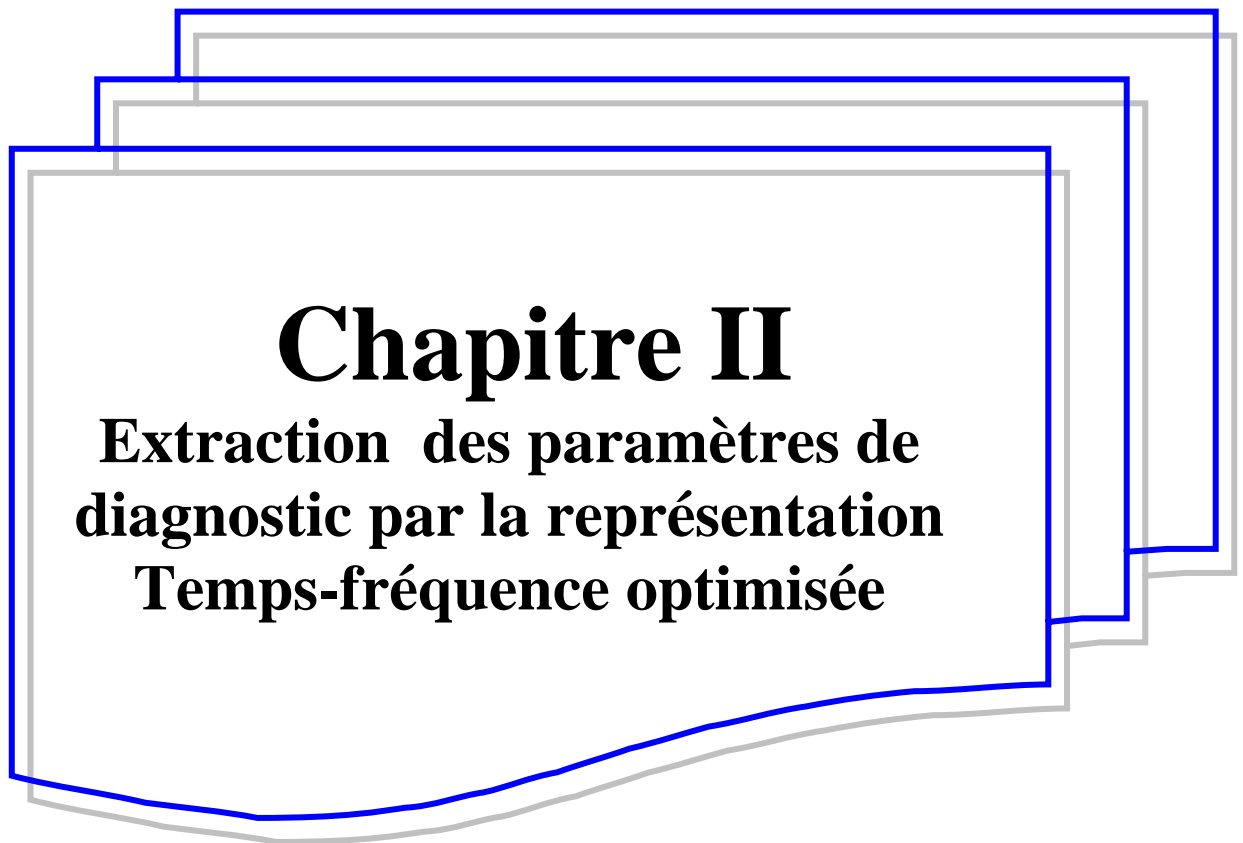 Chapitre II
Extraction des paramètres de
diagnostic par la représentation
Temps-fréquence optimisée